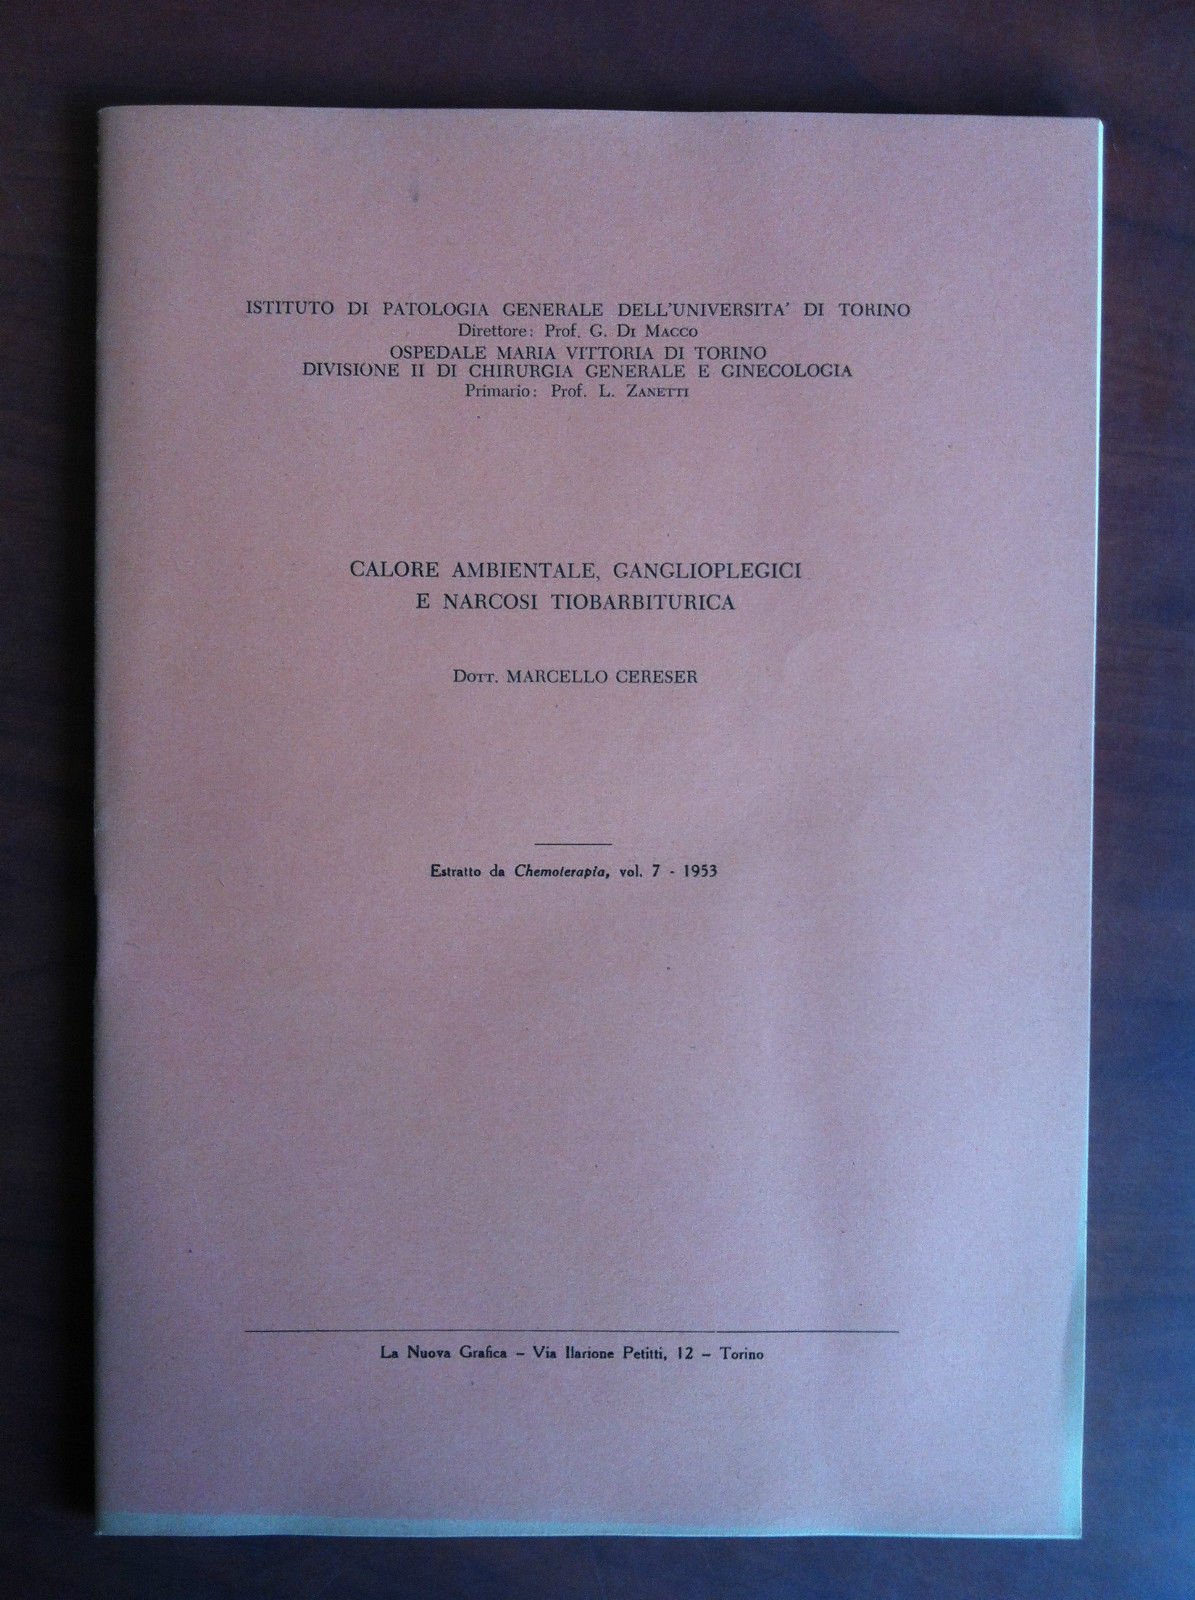 ISTITUTO DI PATOLOGIA GENERALE DELL'UNIVERSITA' DI TORINO
Direttore: Prof. G. Di Macco
OSPEDALE MARIA VITTORIA DI TORINO
DIVISIONE II DI CHIRURGIA GENERALE E GINECOLOGIA
Primario: Prof. L. Zanetti
CALORE AMBIENTALE, GANGLIOPLEGICI
E NARCOSI TIOBARBITURICA
Dott. MARCELLO CERESER
Estratto da Chemoterapia, vol. 7 - 1953
La Nuova Grafica – Via Ilarione Petitti, 12 – Torino